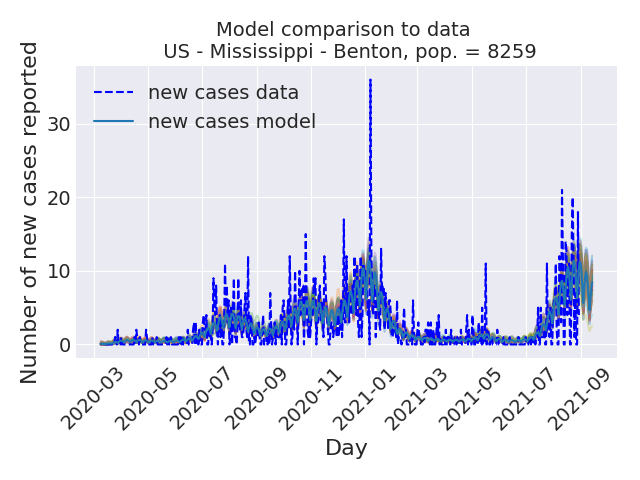 Model comparison to data
US - Mississippi - Benton, pop. = 8259
Number of new cases reported
new cases data
new cases model
30
20
10
0
2020-03
2020-05
2020-07
2020-09
2020-11
2021-01
2021-03
2021-05
2021-07
2021-09
Day